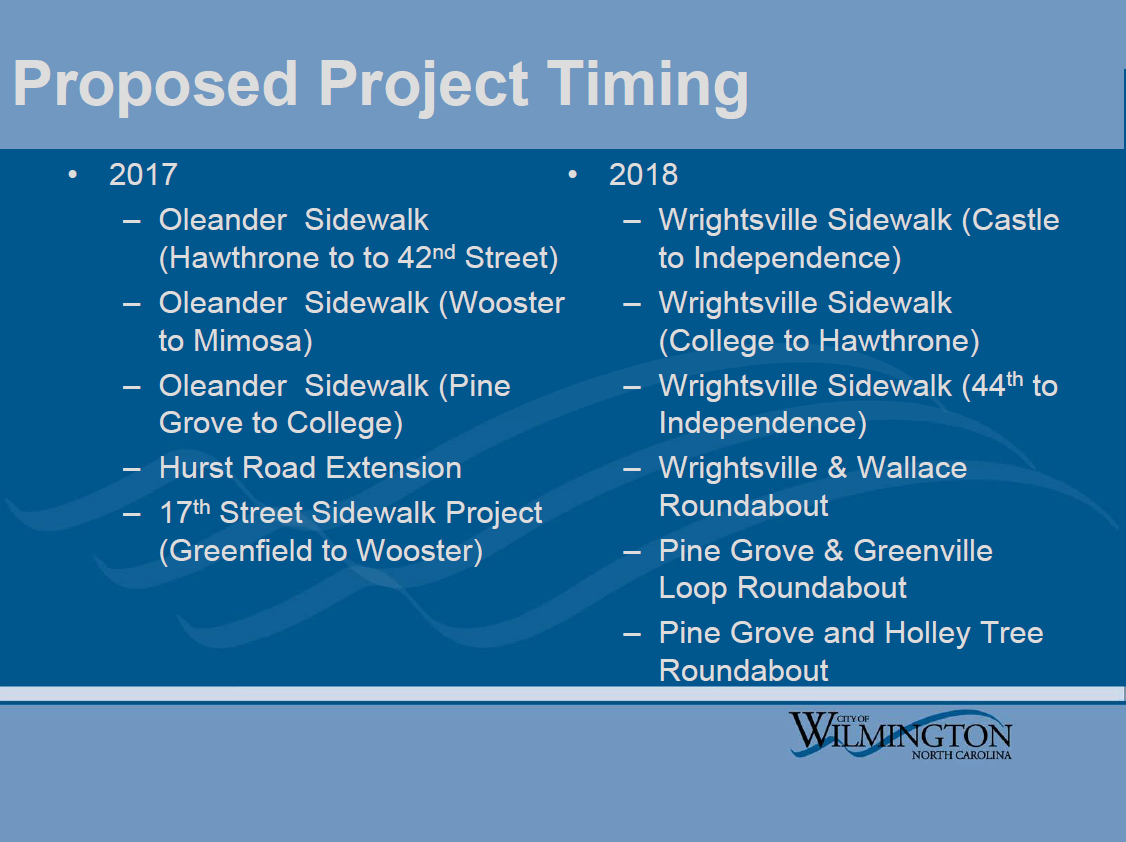 Proposed Project Timing
• 2017
– Oleander  Sidewalk
(Hawthrone to to 42nd Street)
– Oleander  Sidewalk (Wooster
to Mimosa)
– Oleander  Sidewalk (Pine
Grove to College)
– Hurst Road Extension
– 17th Street Sidewalk Project
(Greenfield to Wooster)
• 2018
– Wrightsville Sidewalk (Castle
to Independence)
– Wrightsville Sidewalk
(College to Hawthrone)
– Wrightsville Sidewalk (44th to
Independence)
– Wrightsville & Wallace
Roundabout
– Pine Grove & Greenville
Loop Roundabout
– Pine Grove and Holley Tree
Roundabout
CITY OF
WILMINGTON
NORTH CAROLINA